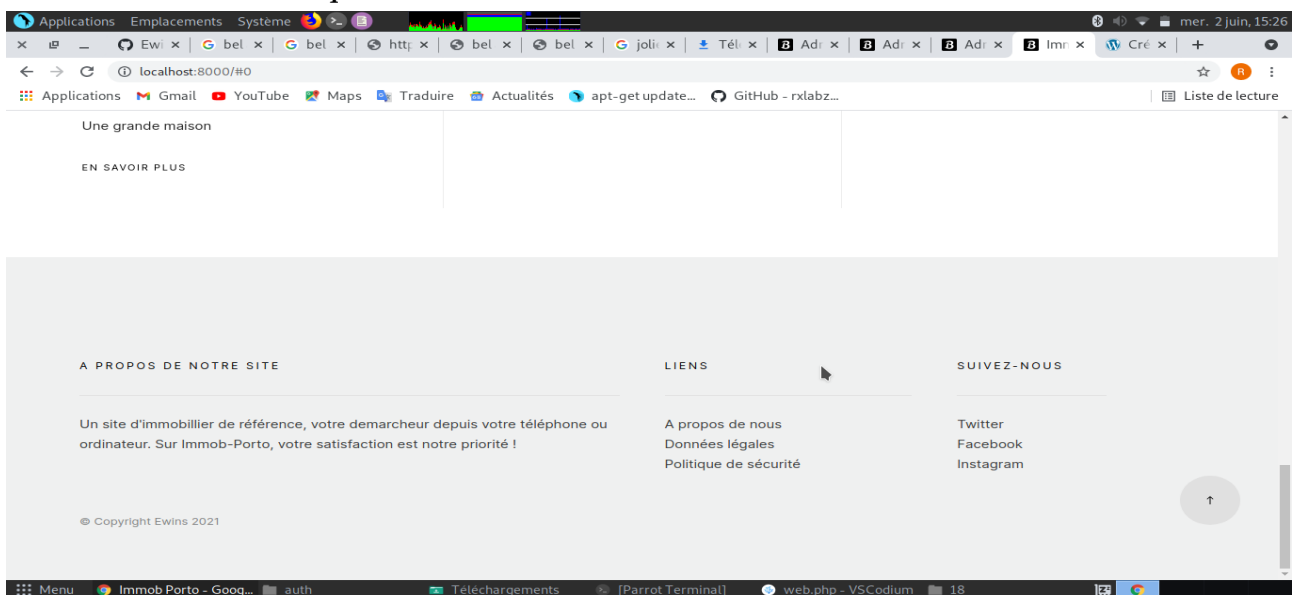 Applications Emplacements Système mer. 2 juin, 15:26
Ewi bel bel http bel bel joli Télé Adr Adr Adr Imm Cré
localhost:8000/#0 R
Applications Gmail YouTube Maps Traduire Actualités apt-get update... GitHub - rxlabz... Liste de lecture
Une grande maison
EN SAVOIR PLUS
A PROPOS DE NOTRE SITE
Un site d'immobillier de référence, votre demarcheur depuis votre téléphone ou
ordinateur. Sur Immob-Porto, votre satisfaction est notre priorité !
LIENS
A propos de nous
Données légales
Politique de sécurité
SUIVEZ-NOUS
Twitter
Facebook
Instagram
© Copyright Ewins 2021
Menu Immob Porto - Goog... auth Téléchargements [Parrot Terminal] web.php - VSCodium 18